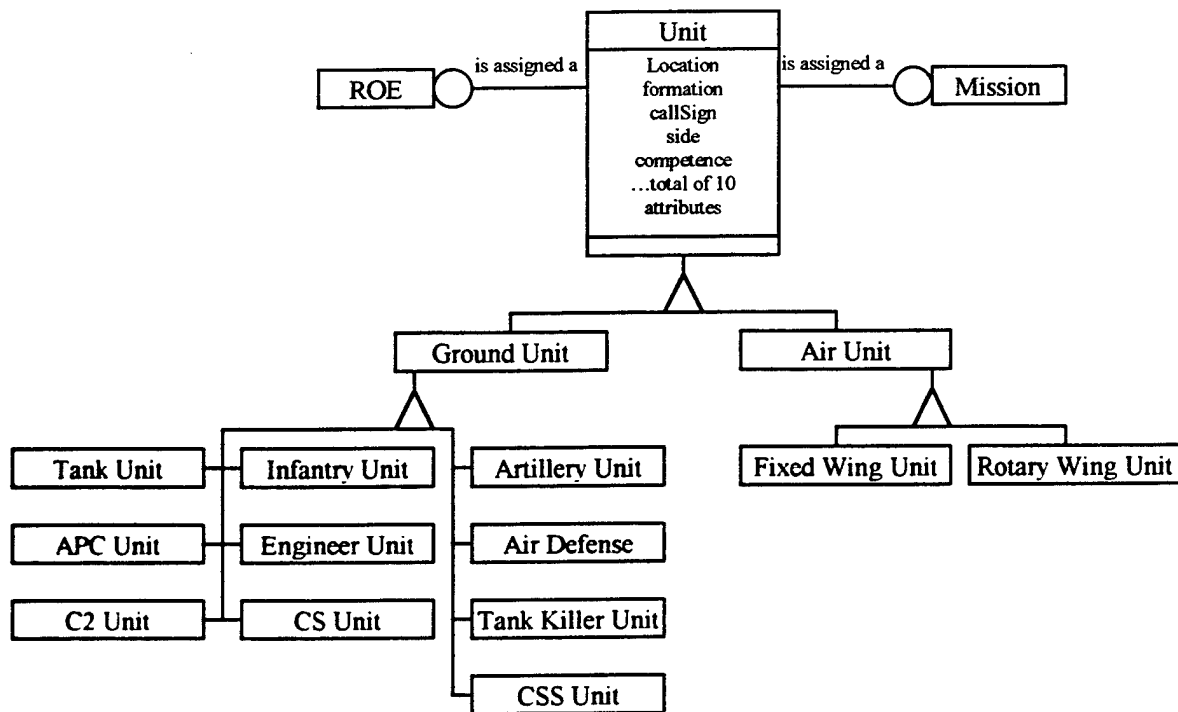 Unit
is assigned a
is assigned a
ROE
Mission
Location
formation
callSign
side
competence
...total of 10
attributes
Ground Unit
Air Unit
Tank Unit
Infantry Unit
Artillery Unit
Fixed Wing Unit
Rotary Wing Unit
APC Unit
Engineer Unit
Air Defense
C2 Unit
CS Unit
Tank Killer Unit
CSS Unit